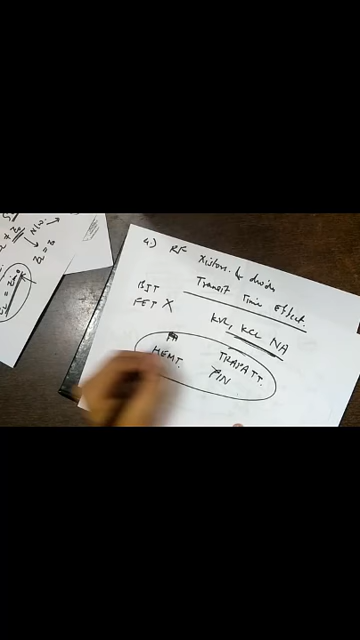 4.) RF Xistors & diodes
Transit Time Effect.
BJT
FET X
KVL, KCL NA
HEMT. TRAPATT.
PIN